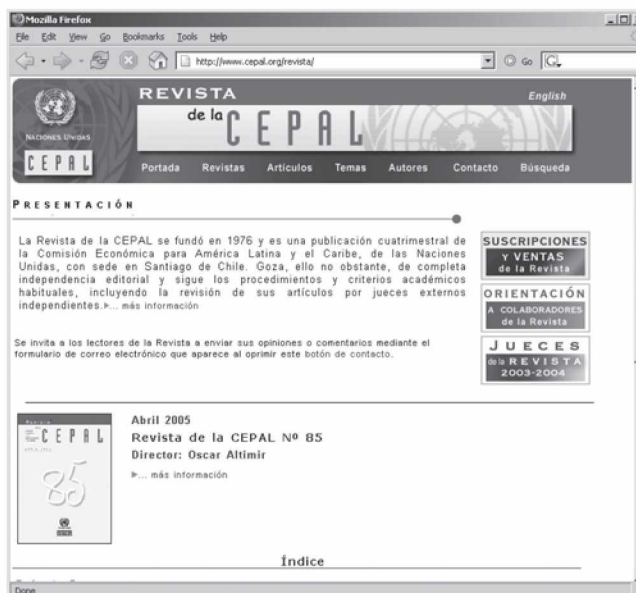 Mozilla Firefox
File Edit View Go Bookmarks Tools Help
http://www.cepal.org/revista/
Go
REVISTA
English
de la
CEPAL
NACIONES UNIDAS
CEPAL
Portada Revistas Artículos Temas Autores Contacto Búsqueda
PRESENTACIÓN
La Revista de la CEPAL se fundó en 1976 y es una publicación cuatrimestral de
la Comisión Económica para América Latina y el Caribe, de las Naciones
Unidas, con sede en Santiago de Chile. Goza, ello no obstante, de completa
independencia editorial y sigue los procedimientos y criterios académicos
habituales, incluyendo la revisión de sus artículos por jueces externos
independientes.►... más información
SUSCRIPCIONES
Y VENTAS
de la Revista
ORIENTACIÓN
A COLABORADORES
de la Revista
JUECES
de la REVISTA
2003-2004
Se invita a los lectores de la Revista a enviar sus opiniones o comentarios mediante el
formulario de correo electrónico que aparece al oprimir este botón de contacto.
CEPAL
85
Abril 2005
Revista de la CEPAL Nº 85
Director: Oscar Altimir
►... más información
Índice
Done